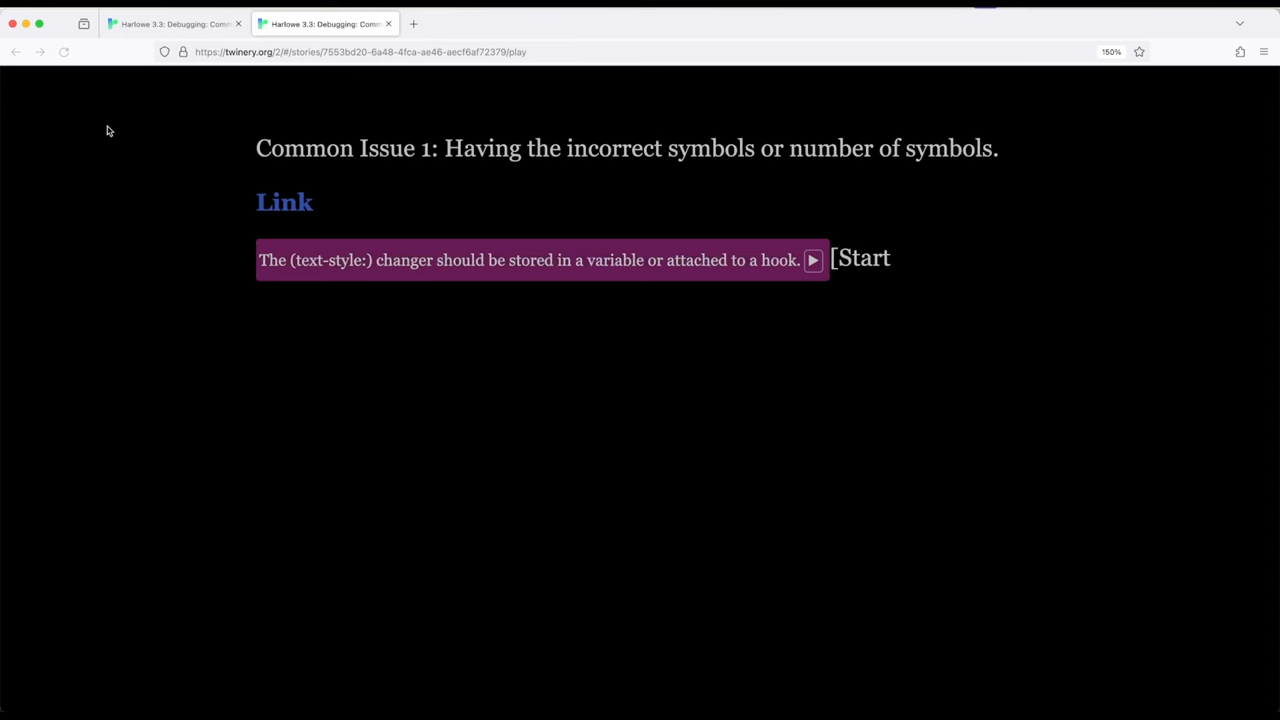 Harlowe 3.3: Debugging: Comm
Harlowe 3.3: Debugging: Comm
https://twinery.org/2/#/stories/7553bd20-6a48-4fca-ae46-aecf6af72379/play
150%
Common Issue 1: Having the incorrect symbols or number of symbols.
Link
The (text-style:) changer should be stored in a variable or attached to a hook. [Start